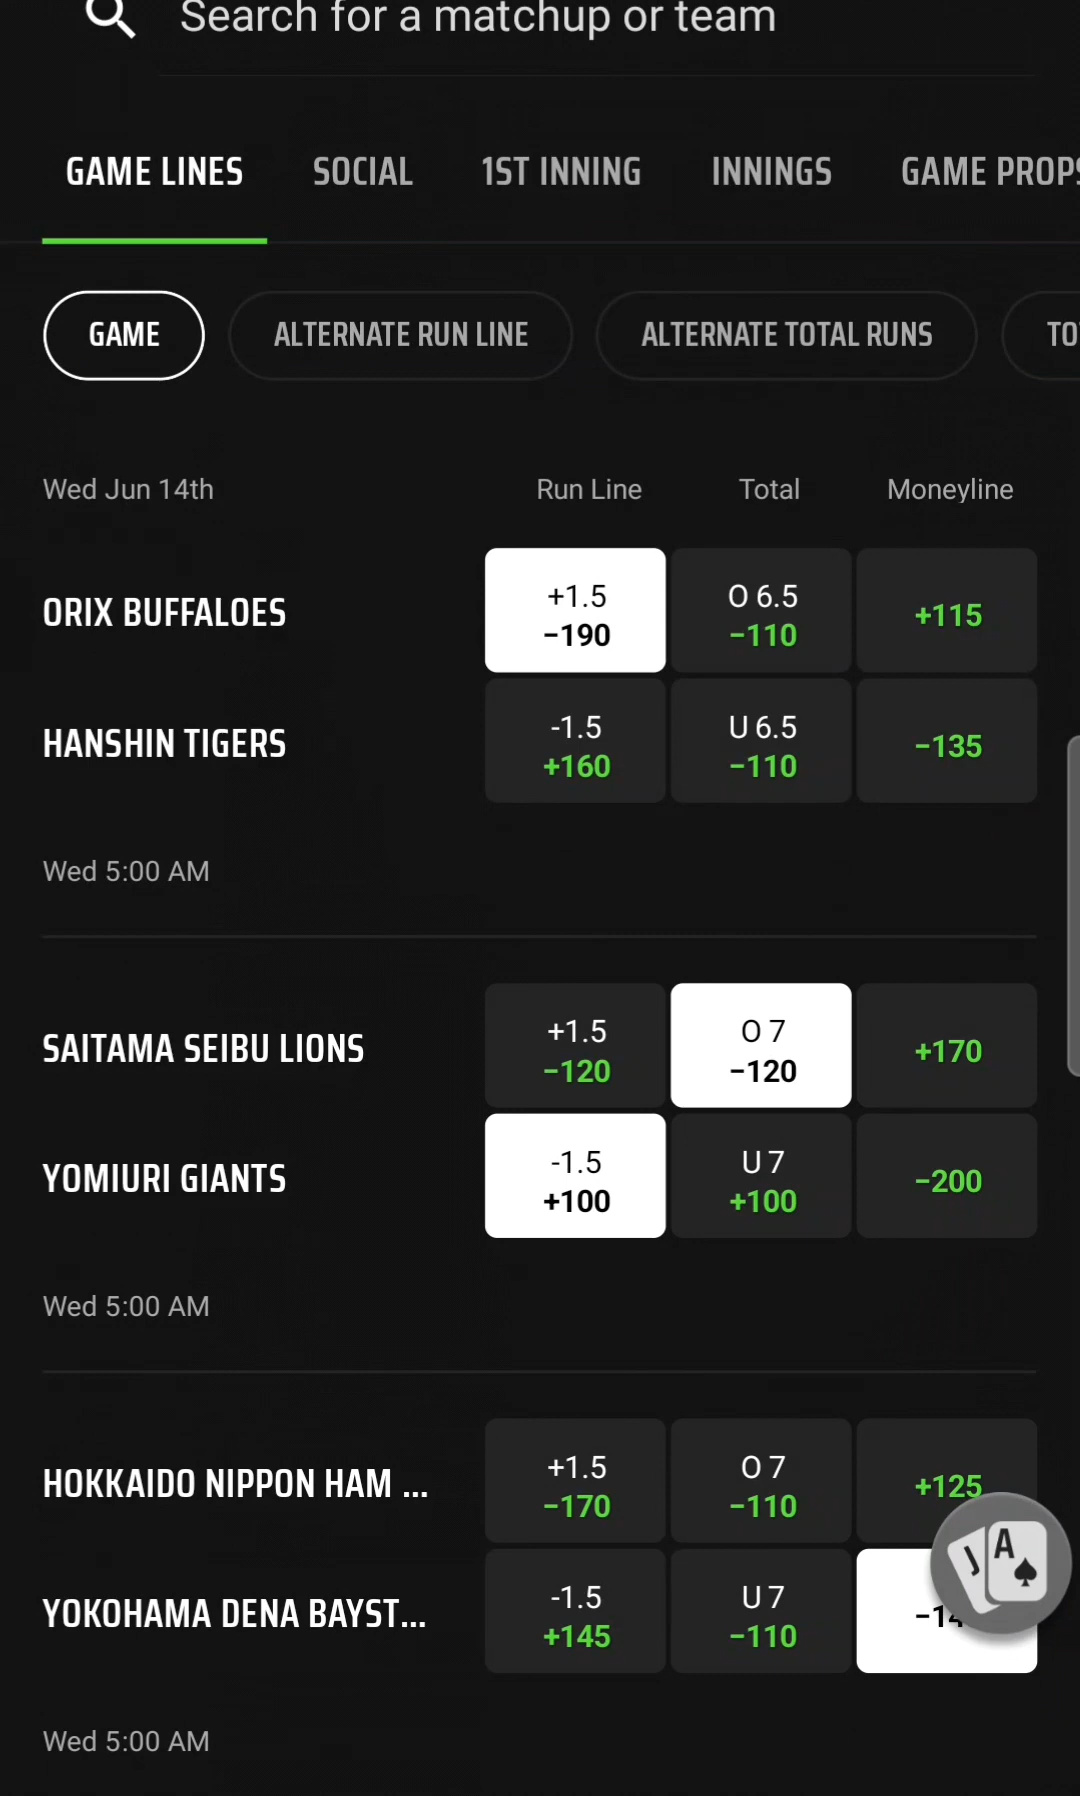 Search for a matchup or team
GAME LINES SOCIAL 1ST INNING INNINGS GAME PROPS
GAME ALTERNATE RUN LINE ALTERNATE TOTAL RUNS
Wed Jun 14th Run Line Total Moneyline
+1.5 O 6.5
ORIX BUFFALOES +115
−190 −110
-1.5 U 6.5
HANSHIN TIGERS −135
+160 −110
Wed 5:00 AM
+1.5 O 7
SAITAMA SEIBU LIONS +170
−120 −120
-1.5 U 7
YOMIURI GIANTS −200
+100 +100
Wed 5:00 AM
+1.5 O 7
HOKKAIDO NIPPON HAM ... +125
−170 −110
-1.5 U 7
YOKOHAMA DENA BAYST...
+145 −110
J A
Wed 5:00 AM